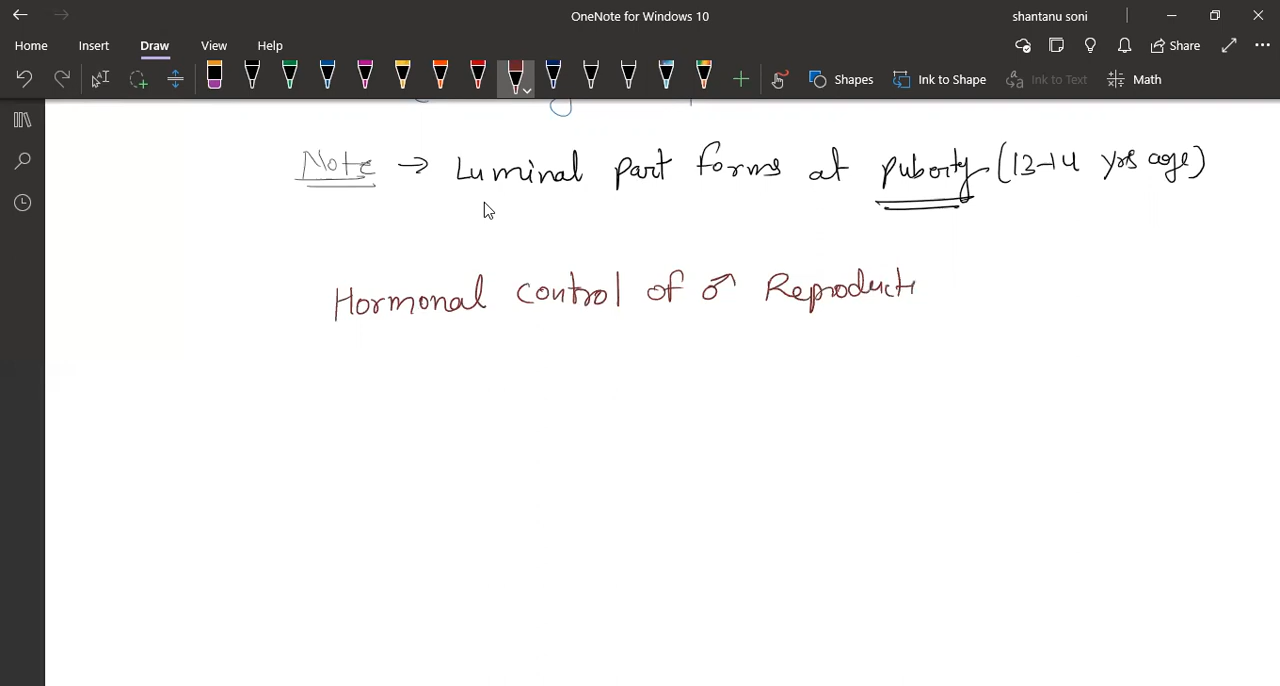 OneNote for Windows 10
shantanu soni
Home Insert Draw View Help
Share
Shapes Ink to Shape Ink to Text Math
Note → Luminal part forms at puberty (13-14 yrs age)
Hormonal control of ♂ Reproducti